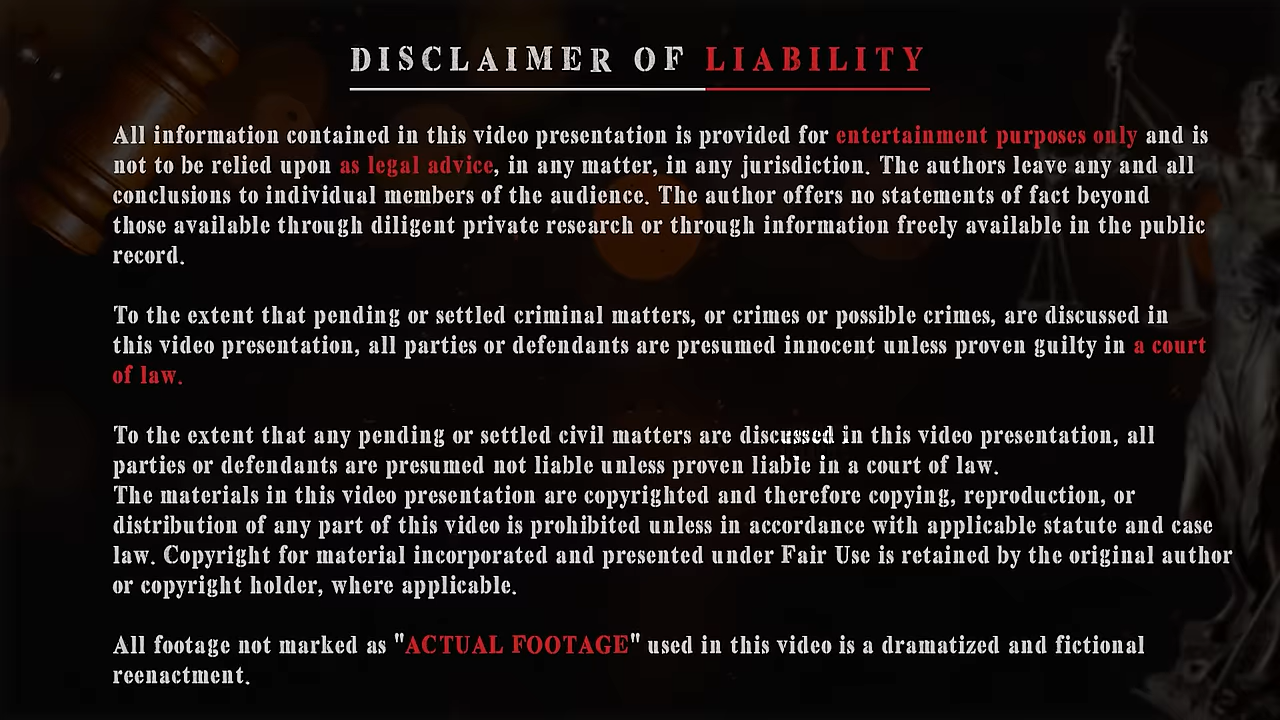 DISCLAIMER OF LIABILITY
All information contained in this video presentation is provided for entertainment purposes only and is
not to be relied upon as legal advice, in any matter, in any jurisdiction. The authors leave any and all
conclusions to individual members of the audience. The author offers no statements of fact beyond
those available through diligent private research or through information freely available in the public
record.
To the extent that pending or settled criminal matters, or crimes or possible crimes, are discussed in
this video presentation, all parties or defendants are presumed innocent unless proven guilty in a court
of law.
To the extent that any pending or settled civil matters are discussed in this video presentation, all
parties or defendants are presumed not liable unless proven liable in a court of law.
The materials in this video presentation are copyrighted and therefore copying, reproduction, or
distribution of any part of this video is prohibited unless in accordance with applicable statute and case
law. Copyright for material incorporated and presented under Fair Use is retained by the original author
or copyright holder, where applicable.
All footage not marked as "ACTUAL FOOTAGE" used in this video is a dramatized and fictional
reenactment.